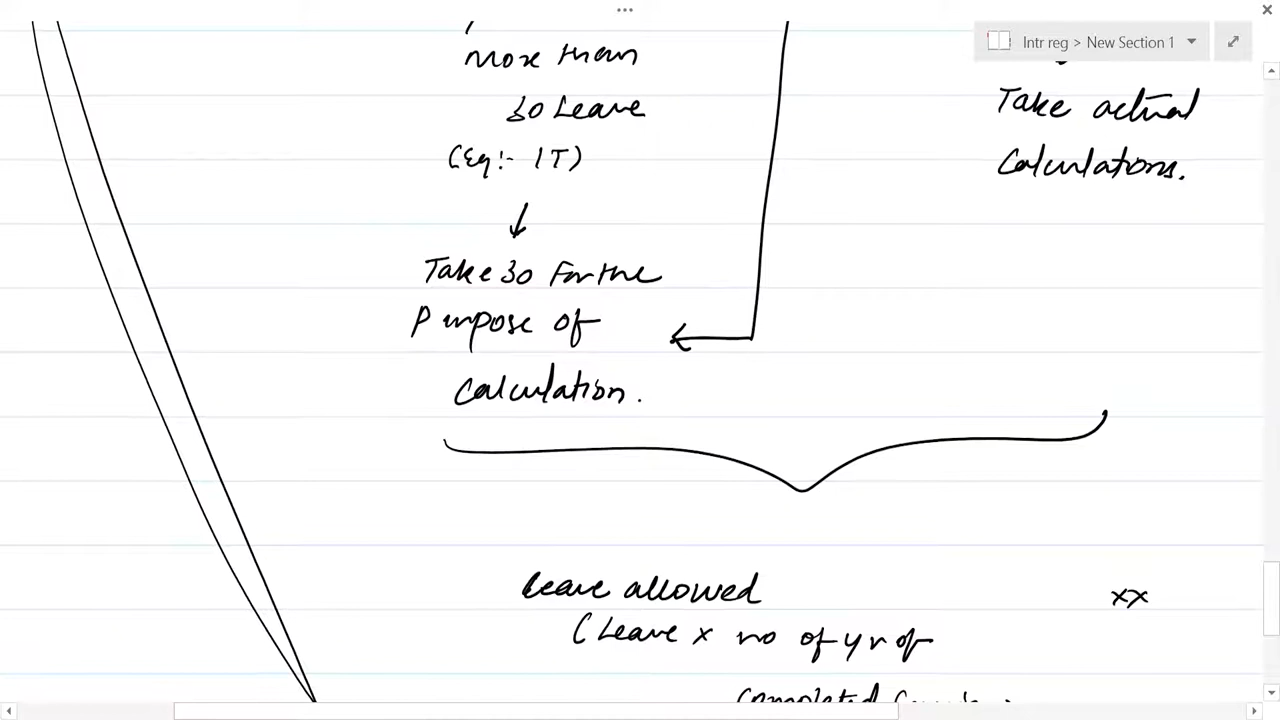 ...
Intr reg > New Section 1
more than
30 Leave
(Eg:- IT)
Take 30 For the
Purpose of
Calculation.
Take actual
Calculations.
Leave allowed
xx
(Leave x no of yr of
completed